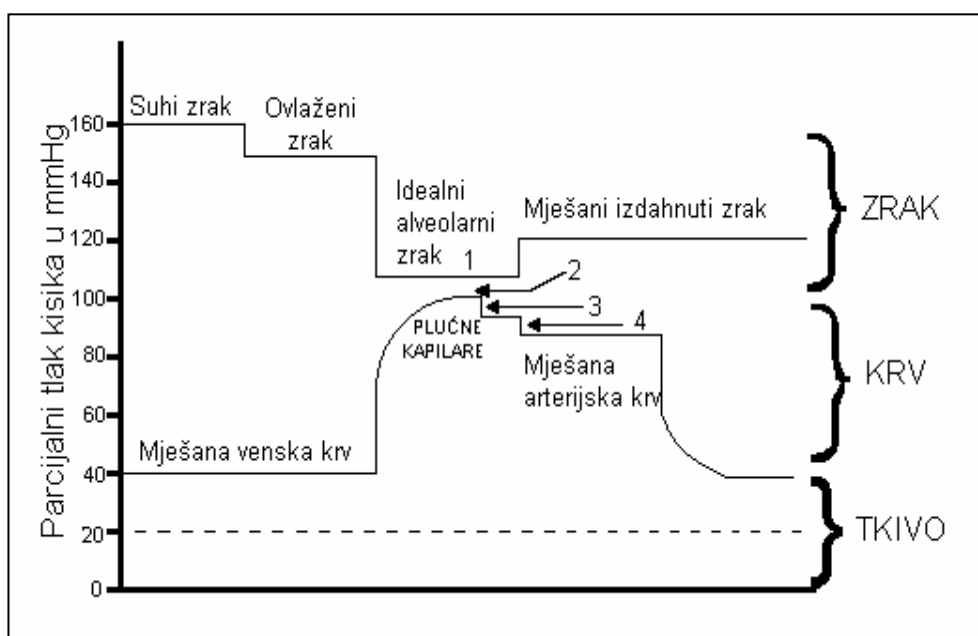 Parcijalni tlak kisika u mmHg
160
140
120
100
80
60
40
20
0
Suhi zrak
Ovlaženi
zrak
Idealni
alveolarni
zrak
1
Mješani izdahnuti zrak
2
3
4
PLUĆNE
KAPILARE
Mješana
arterijska krv
Mješana venska krv
ZRAK
KRV
TKIVO